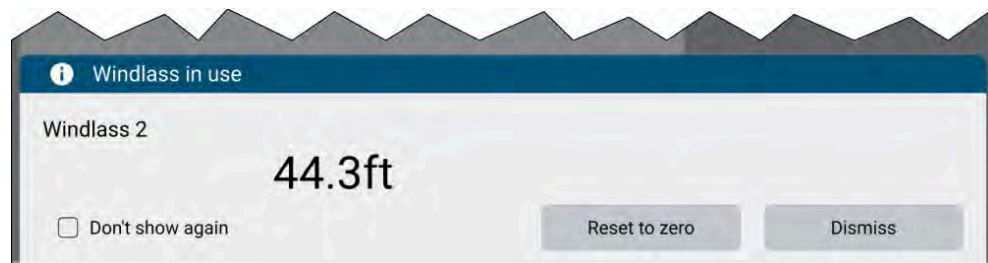 Windlass in use
Windlass 2
44.3ft
Don't show again
Reset to zero
Dismiss